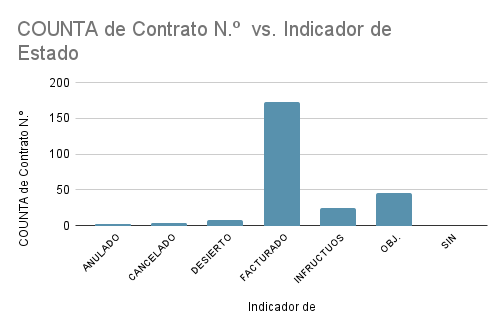 COUNTA de Contrato N.º vs. Indicador de
Estado
COUNTA de Contrato N.º
200
150
100
50
0
ANULADO
CANCELADO
DESIERTO
FACTURADO
INFRUCTUOS
OBJ.
SIN
Indicador de